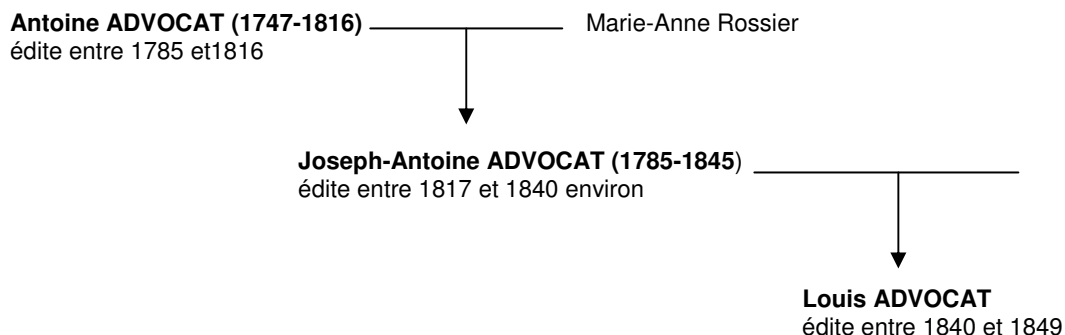 Antoine ADVOCAT (1747-1816) Marie-Anne Rossier
édite entre 1785 et1816
Joseph-Antoine ADVOCAT (1785-1845)
édite entre 1817 et 1840 environ
Louis ADVOCAT
édite entre 1840 et 1849